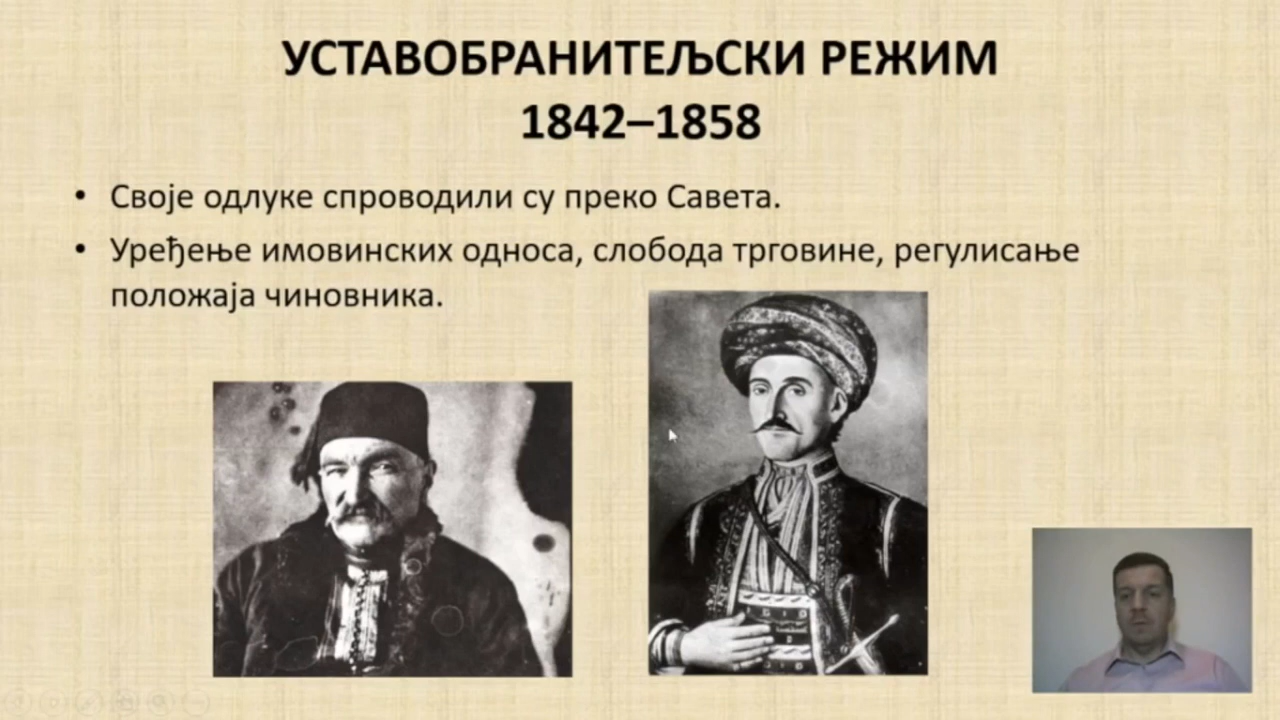 УСТАВОБРАНИТЕЉСКИ РЕЖИМ
1842–1858
• Своје одлуке спроводили су преко Савета.
• Уређење имовинских односа, слобода трговине, регулисање
положаја чиновника.